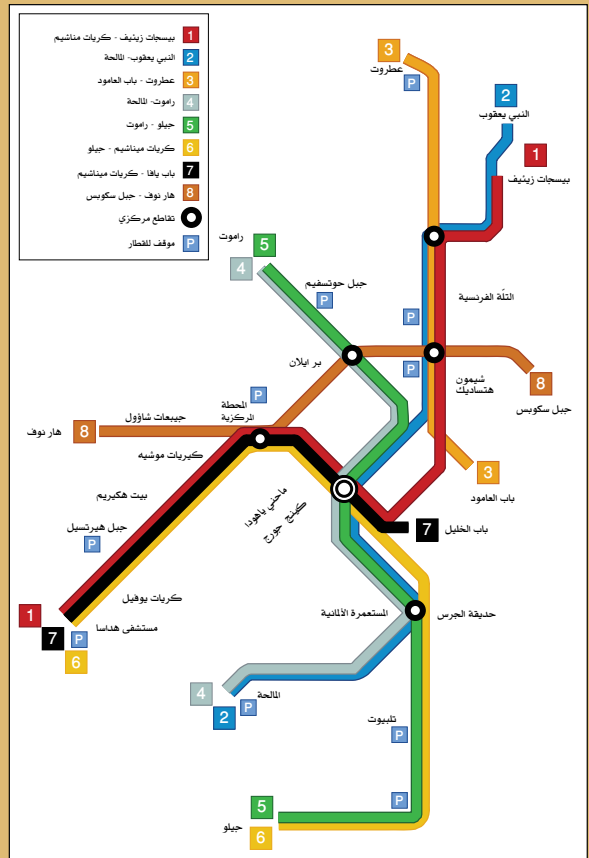 1 بيسجات زيئيف - كريات مناشيم
2 النبي يعقوب- المالحة
3 عطروت - باب العامود
4 راموت- المالحة
5 جيلو - راموت
6 كريات ميناشيم - جيلو
7 باب يافا - كريات ميناشيم
8 هار نوف - جبل سكوبس
تقاطع مركزي
P موقف للقطار
3
عطروت
P
2
النبي يعقوب
1
بيسجات زيئيف
راموت
5
4
جبل حوتسفيم
P
التلّة الفرنسية
P
بر ايلان
P
شيمون
هتساديك
8
جبل سكوبس
P
المحطة
المركزية
جيبعات شاؤول
8
هار نوف
كيريات موشيه
3
باب العامود
بيت هكيريم
ماحني ياهودا
كينج جورج
جبل هيرتسيل
P
7
باب الخليل
كريات يوفيل
المستعمرة الألمانية
حديقة الجرس
1
7
P
مستشفى هداسا
6
4
2
P
المالحة
تلبيوت
P
P
5
جيلو
6